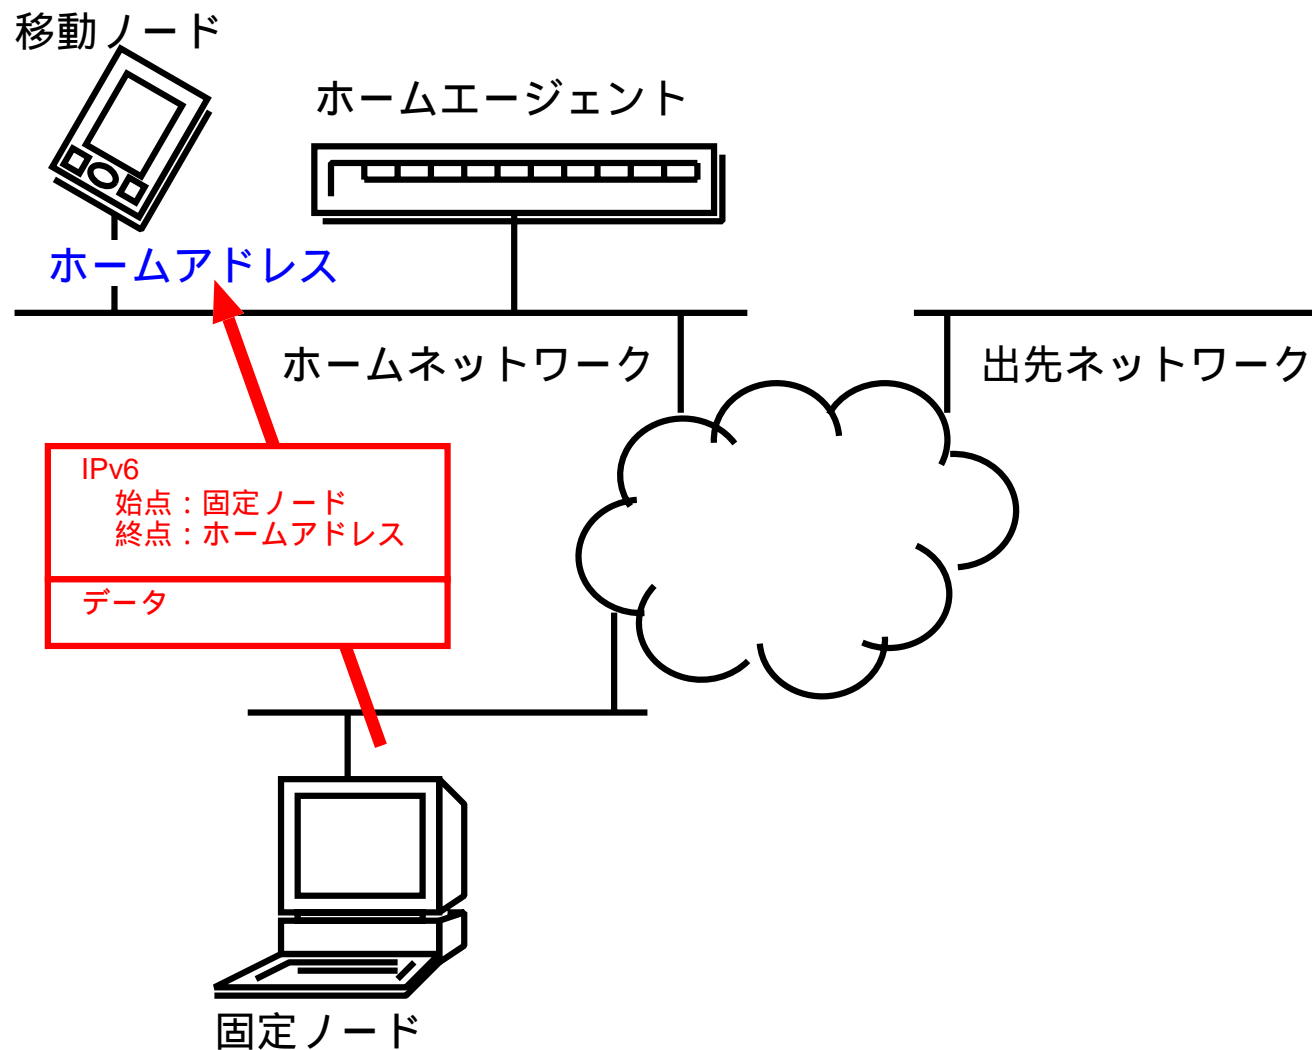 移動ノード
ホームエージェント
ホームアドレス
ホームネットワーク
出先ネットワーク
IPv6
始点：固定ノード
終点：ホームアドレス
データ
固定ノード